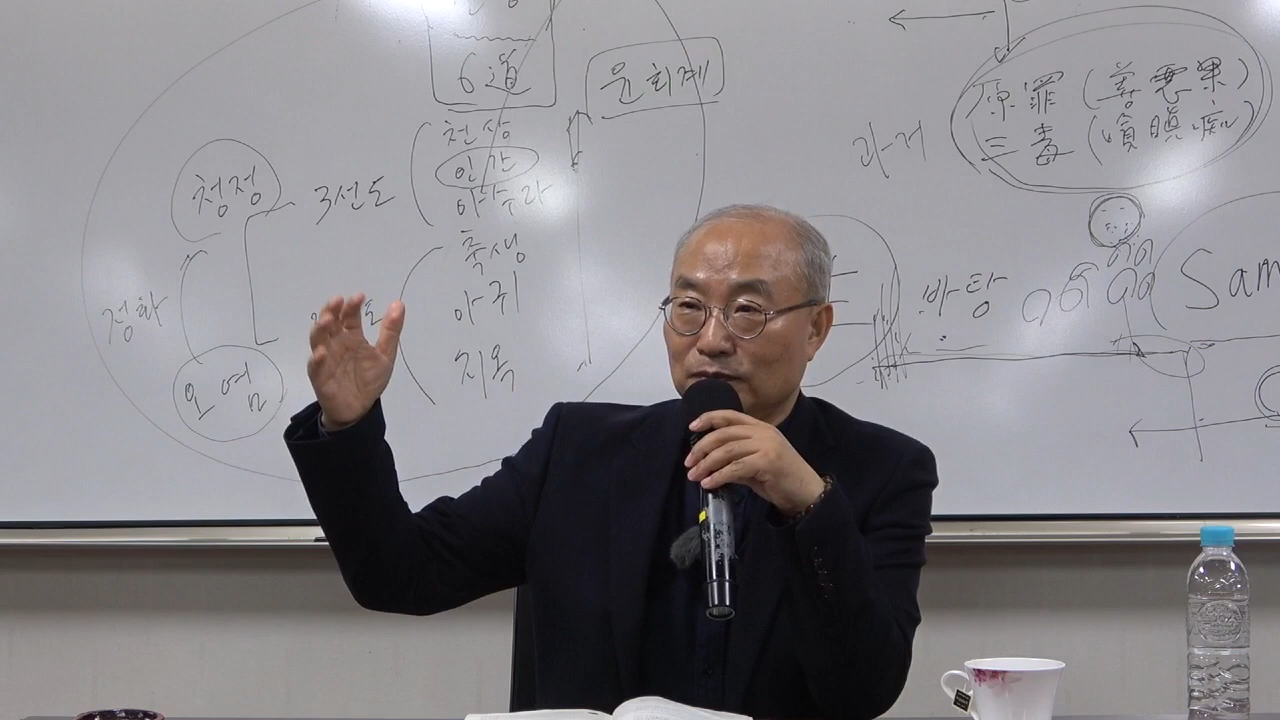 6道
윤회계
천상
인간
아수라
3선도
축생
아귀
지옥
청정
정화
오염
과거
原罪 (善悪果)
三毒 (嗔瞋痴)
바탕
Sam